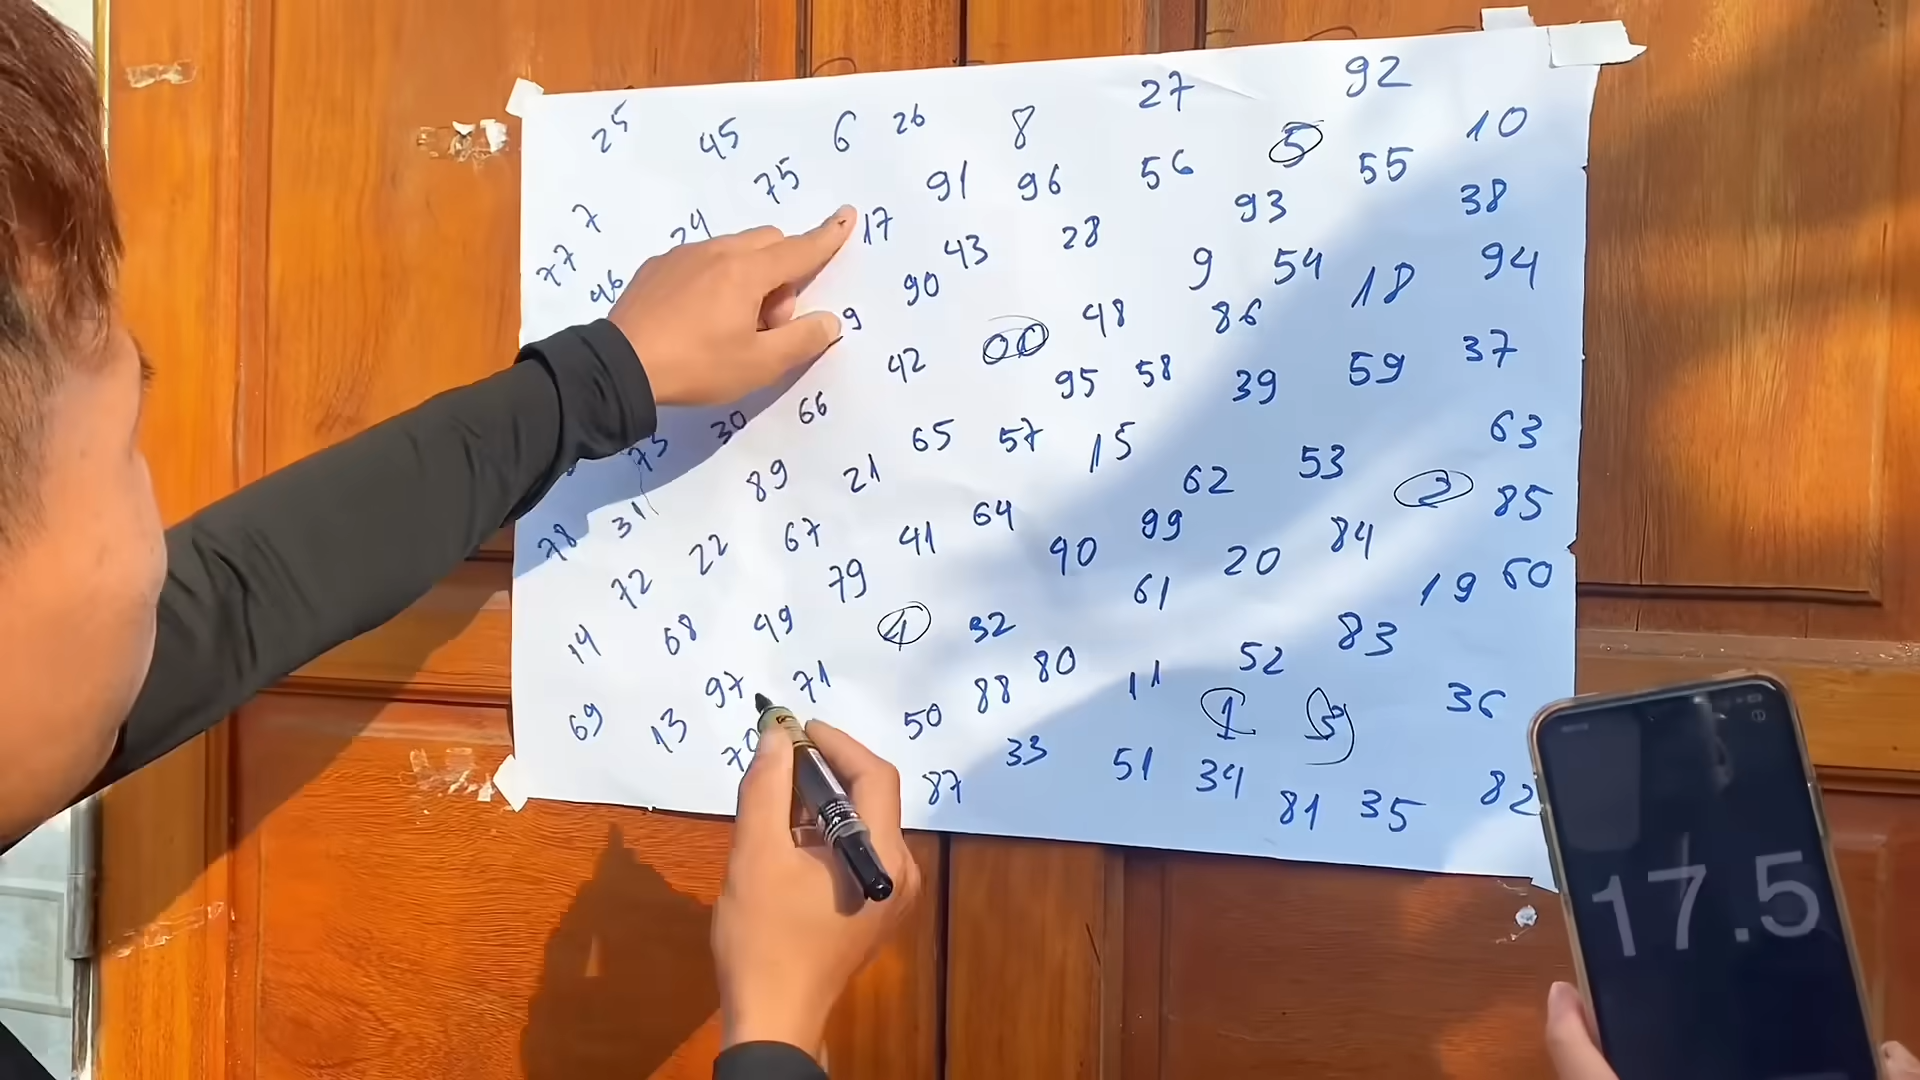 92
27
25 45 6 26 8 5 10
75 91 96 56 55
7 24 17 93 38
77 43 28
46 90 9 54 18 94
9 00 48 86
42 95 58 39 59 37
30 66
73 89 21 65 57 15 62 53 63
78 31 2 85
22 67 41 64 40 99 20 84
72 79 61 19 60
14 68 49 4 32 83
97 71 80 52
69 13 50 88 11 1 3 36
70 87 33 51 34 81 35 82
17.5